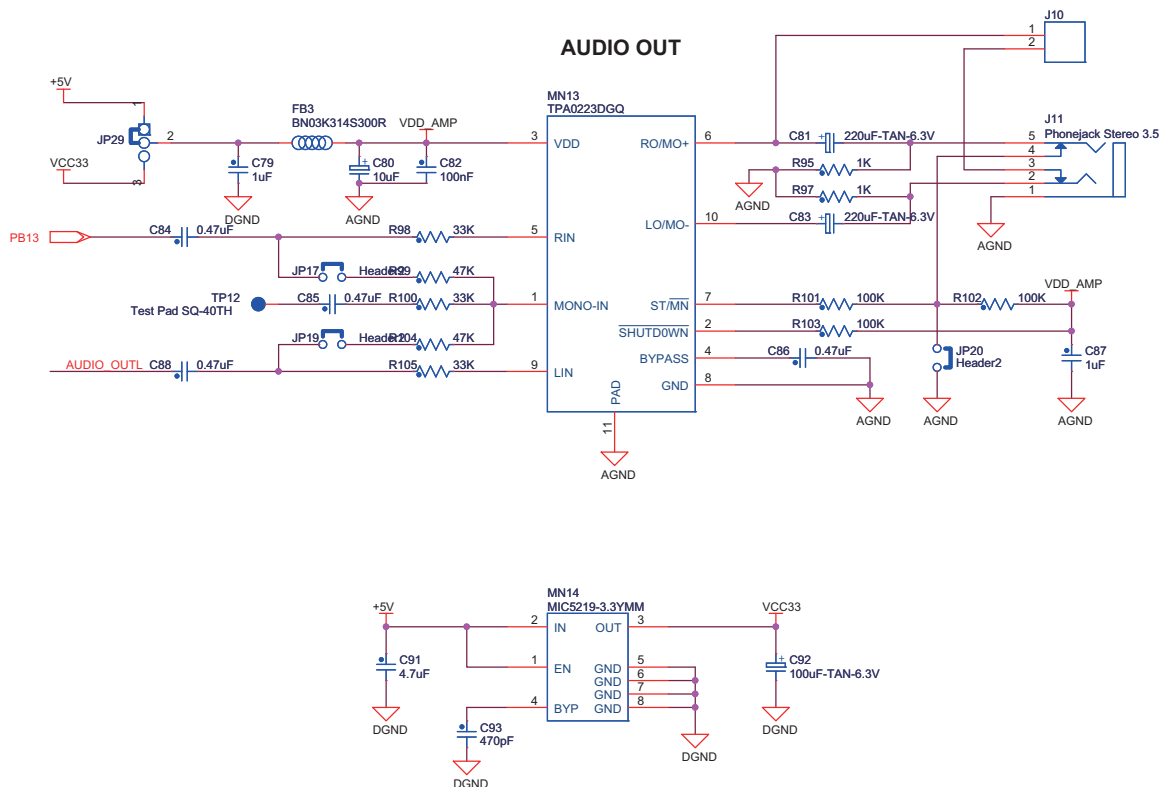 AUDIO OUT
J10
1
2
+5V
1
JP29
2
VCC33
3
FB3
BN03K314S300R
VDD_AMP
C79
1uF
DGND
C80
10uF
C82
100nF
AGND
MN13
TPA0223DGQ
3
VDD
RO/MO+
6
5
RIN
LO/MO-
10
1
MONO-IN
ST/MN
7
SHUTD0WN
2
BYPASS
4
9
LIN
GND
8
PAD
11
AGND
C81
220uF-TAN-6.3V
R95
1K
AGND
R97
1K
C83
220uF-TAN-6.3V
J11
Phonejack Stereo 3.5
5
4
3
2
1
AGND
PB13
C84
0.47uF
R98
33K
JP17
Header2
R99
47K
TP12
Test Pad SQ-40TH
C85
0.47uF
R100
33K
JP19
Header2
R104
47K
AUDIO_OUTL
C88
0.47uF
R105
33K
R101
100K
R102
100K
VDD_AMP
R103
100K
C86
0.47uF
AGND
JP20
Header2
AGND
C87
1uF
AGND
+5V
C91
4.7uF
DGND
MN14
MIC5219-3.3YMM
2
IN
OUT
3
1
EN
GND
5
GND
6
GND
7
4
BYP
GND
8
C93
470pF
DGND
DGND
VCC33
C92
100uF-TAN-6.3V
DGND